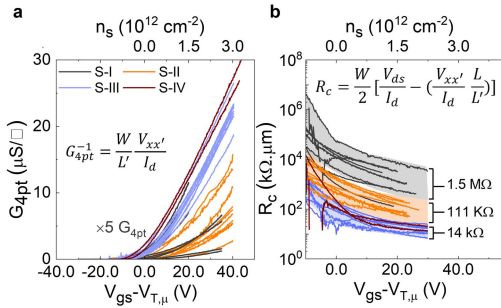 a
n_s (10^12 cm^-2)
0.0 1.5 3.0
S-I S-II
S-III S-IV
G_4pt^-1 = W/L' V_xx'/I_d
×5 G_4pt
G_4pt (μS/□)
30
20
10
0
-40.0 -20.0 0.0 20.0 40.0
V_gs-V_T,μ (V)
b
n_s (10^12 cm^-2)
0.0 1.5 3.0
R_c = W/2 [V_ds/I_d − (V_xx'/I_d L/L')]
R_c (kΩ.μm)
10^8
10^6
10^4
10^2
10^0
1.5 MΩ
111 KΩ
14 kΩ
0.0 20.0 40.0
V_gs-V_T,μ (V)